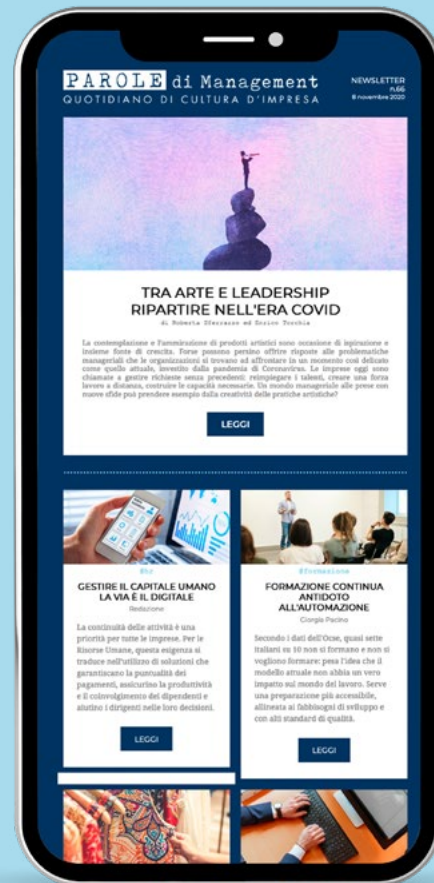 PAROLE di Management
QUOTIDIANO DI CULTURA D'IMPRESA
NEWSLETTER
n.66
8 novembre 2020
TRA ARTE E LEADERSHIP
RIPARTIRE NELL'ERA COVID
di Roberta Sferrazzo ed Enrico Torchia
La contemplazione e l'ammirazione di prodotti artistici sono occasione di ispirazione e
insieme fonte di crescita. Forse possono persino offrire risposte alle problematiche
manageriali che le organizzazioni si trovano ad affrontare in un momento così delicato
come quello attuale, investito dalla pandemia di Coronavirus. Le imprese oggi sono
chiamate a gestire richieste senza precedenti: reimpiegare i talenti, creare una forza
lavoro a distanza, costruire le capacità necessarie. Un mondo manageriale alle prese con
nuove sfide può prendere esempio dalla creatività delle pratiche artistiche?
LEGGI
#hr
GESTIRE IL CAPITALE UMANO
LA VIA È IL DIGITALE
Redazione
La continuità delle attività è una
priorità per tutte le imprese. Per le
Risorse Umane, questa esigenza si
traduce nell'utilizzo di soluzioni che
garantiscano la puntualità dei
pagamenti, assicurino la produttività
e il coinvolgimento dei dipendenti e
aiutino i dirigenti nelle loro decisioni.
LEGGI
#formazione
FORMAZIONE CONTINUA
ANTIDOTO
ALL'AUTOMAZIONE
Giorgia Pacino
Secondo i dati dell'Ocse, quasi sette
italiani su 10 non si formano e non si
vogliono formare: pesa l'idea che il
modello attuale non abbia un vero
impatto sul mondo del lavoro. Serve
una preparazione più accessibile,
allineata ai fabbisogni di sviluppo e
con alti standard di qualità.
LEGGI